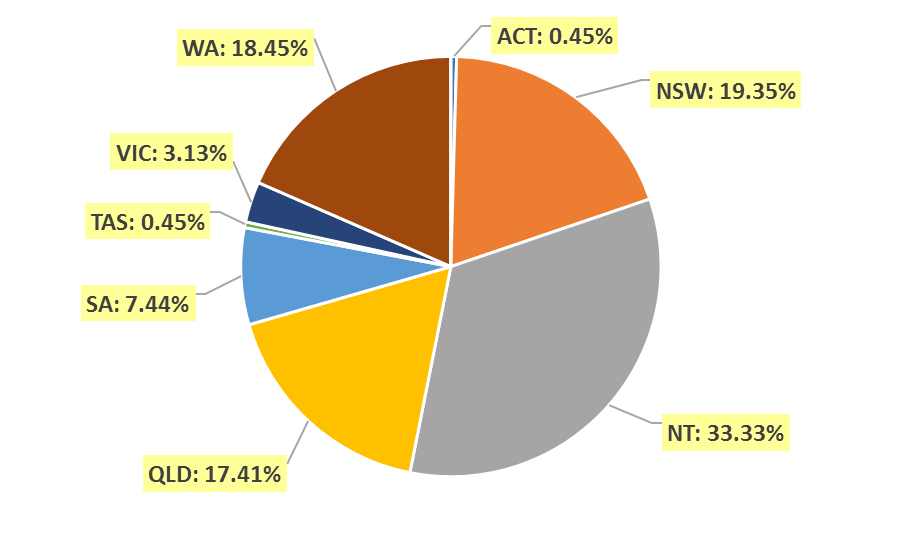 ACT: 0.45%
WA: 18.45%
NSW: 19.35%
VIC: 3.13%
TAS: 0.45%
SA: 7.44%
NT: 33.33%
QLD: 17.41%